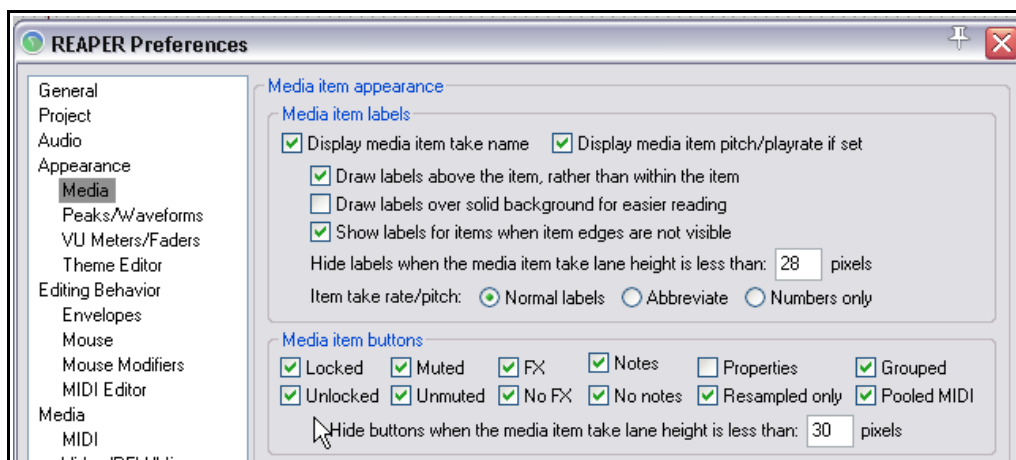 REAPER Preferences
General
Project
Audio
Appearance
Media
Peaks/Waveforms
VU Meters/Faders
Theme Editor
Editing Behavior
Envelopes
Mouse
Mouse Modifiers
MIDI Editor
Media
MIDI
Media item appearance
Media item labels
Display media item take name Display media item pitch/playrate if set
Draw labels above the item, rather than within the item
Draw labels over solid background for easier reading
Show labels for items when item edges are not visible
Hide labels when the media item take lane height is less than: 28 pixels
Item take rate/pitch: Normal labels Abbreviate Numbers only
Media item buttons
Locked Muted FX Notes Properties Grouped
Unlocked Unmuted No FX No notes Resampled only Pooled MIDI
Hide buttons when the media item take lane height is less than: 30 pixels